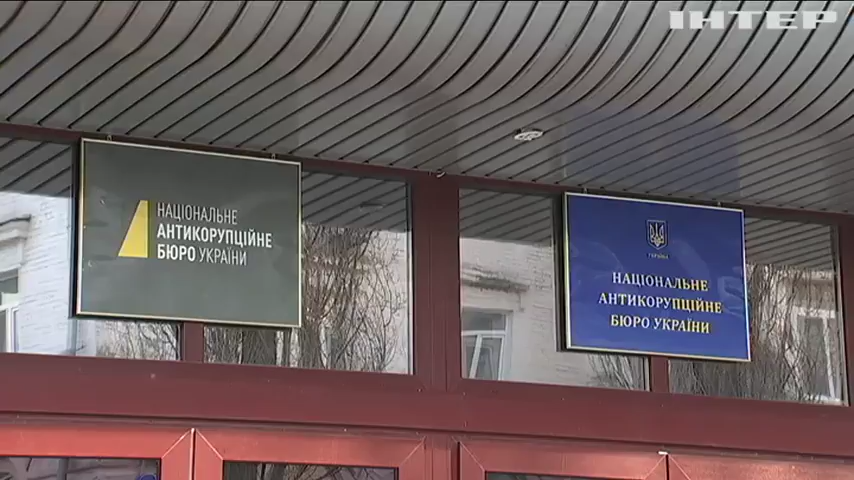 ІНТЕР
НАЦІОНАЛЬНЕ
АНТИКОРУПЦІЙНЕ
БЮРО УКРАЇНИ
УКРАЇНА
НАЦІОНАЛЬНЕ
АНТИКОРУПЦІЙНЕ
БЮРО УКРАЇНИ